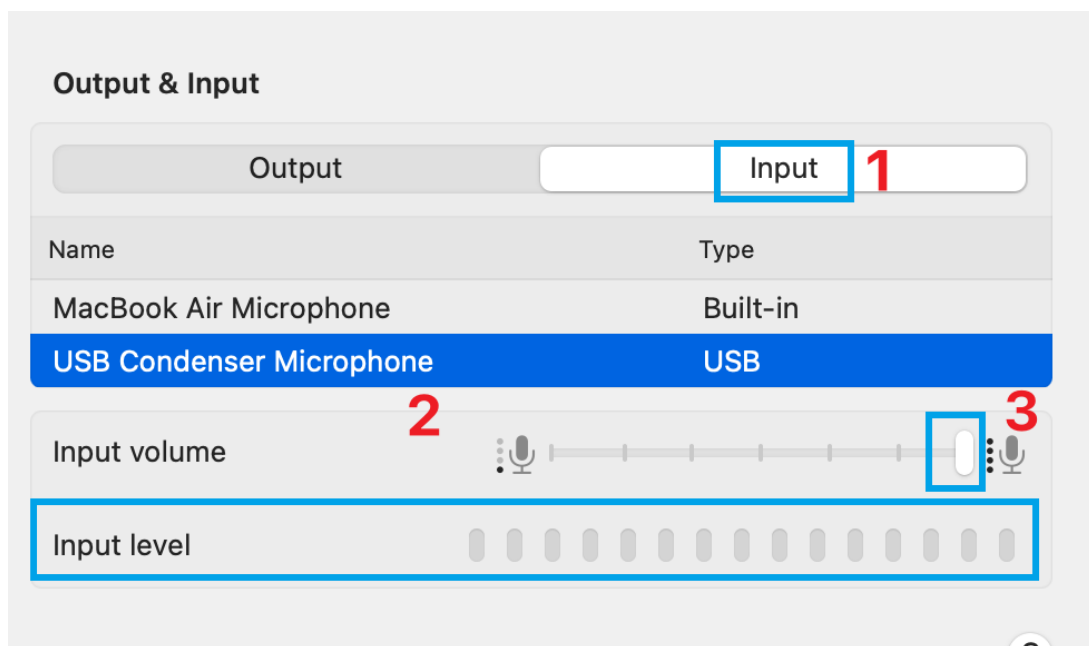 Output & Input
Output Input 1
Name Type
MacBook Air Microphone Built-in
USB Condenser Microphone USB
2 3
Input volume
Input level